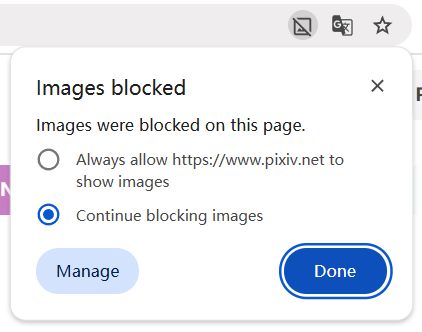 Images blocked
Images were blocked on this page.
Always allow https://www.pixiv.net to
show images
Continue blocking images
Manage
Done